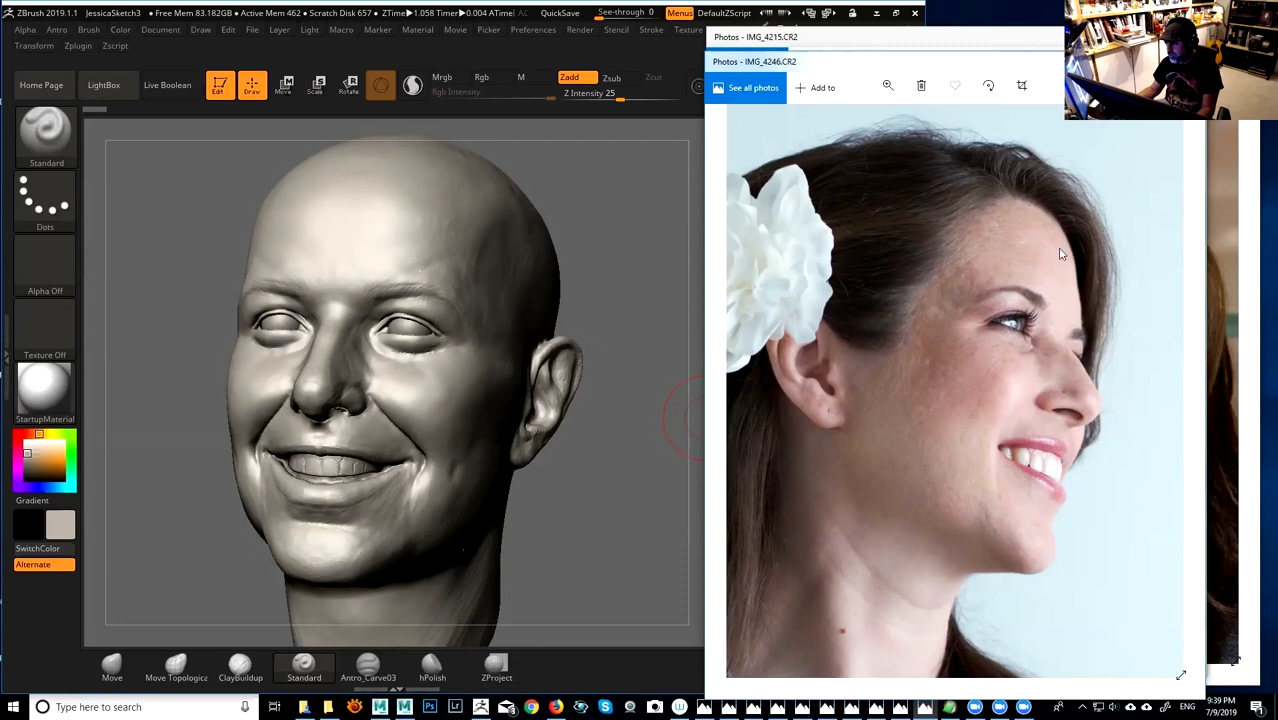 ZBrush 2019.1.1 JessicaSketch3 • Free Mem 83.182GB • Active Mem 462 • Scratch Disk 657 • ZTime▶1.058 Timer▶0.004 ATime
QuickSave
See-through 0
Menus
DefaultZScript
Alpha Antro Brush Color Document Draw Edit File Layer Light Macro Marker Material Movie Picker Preferences Render Stencil Stroke Texture
Transform Zplugin Zscript
Home Page
LightBox
Live Boolean
Edit
Draw
Move
Scale
Rotate
Mrgb Rgb M
Rgb Intensity
Zadd Zsub Zcut
Z Intensity 25
Standard
Dots
Alpha Off
Texture Off
StartupMaterial
Gradient
SwitchColor
Alternate
Photos - IMG_4215.CR2
Photos - IMG_4246.CR2
See all photos
Add to
Move
Move Topologica
ClayBuildup
Standard
Antro_Carve03
hPolish
ZProject
Type here to search
9:39 PM
7/9/2019